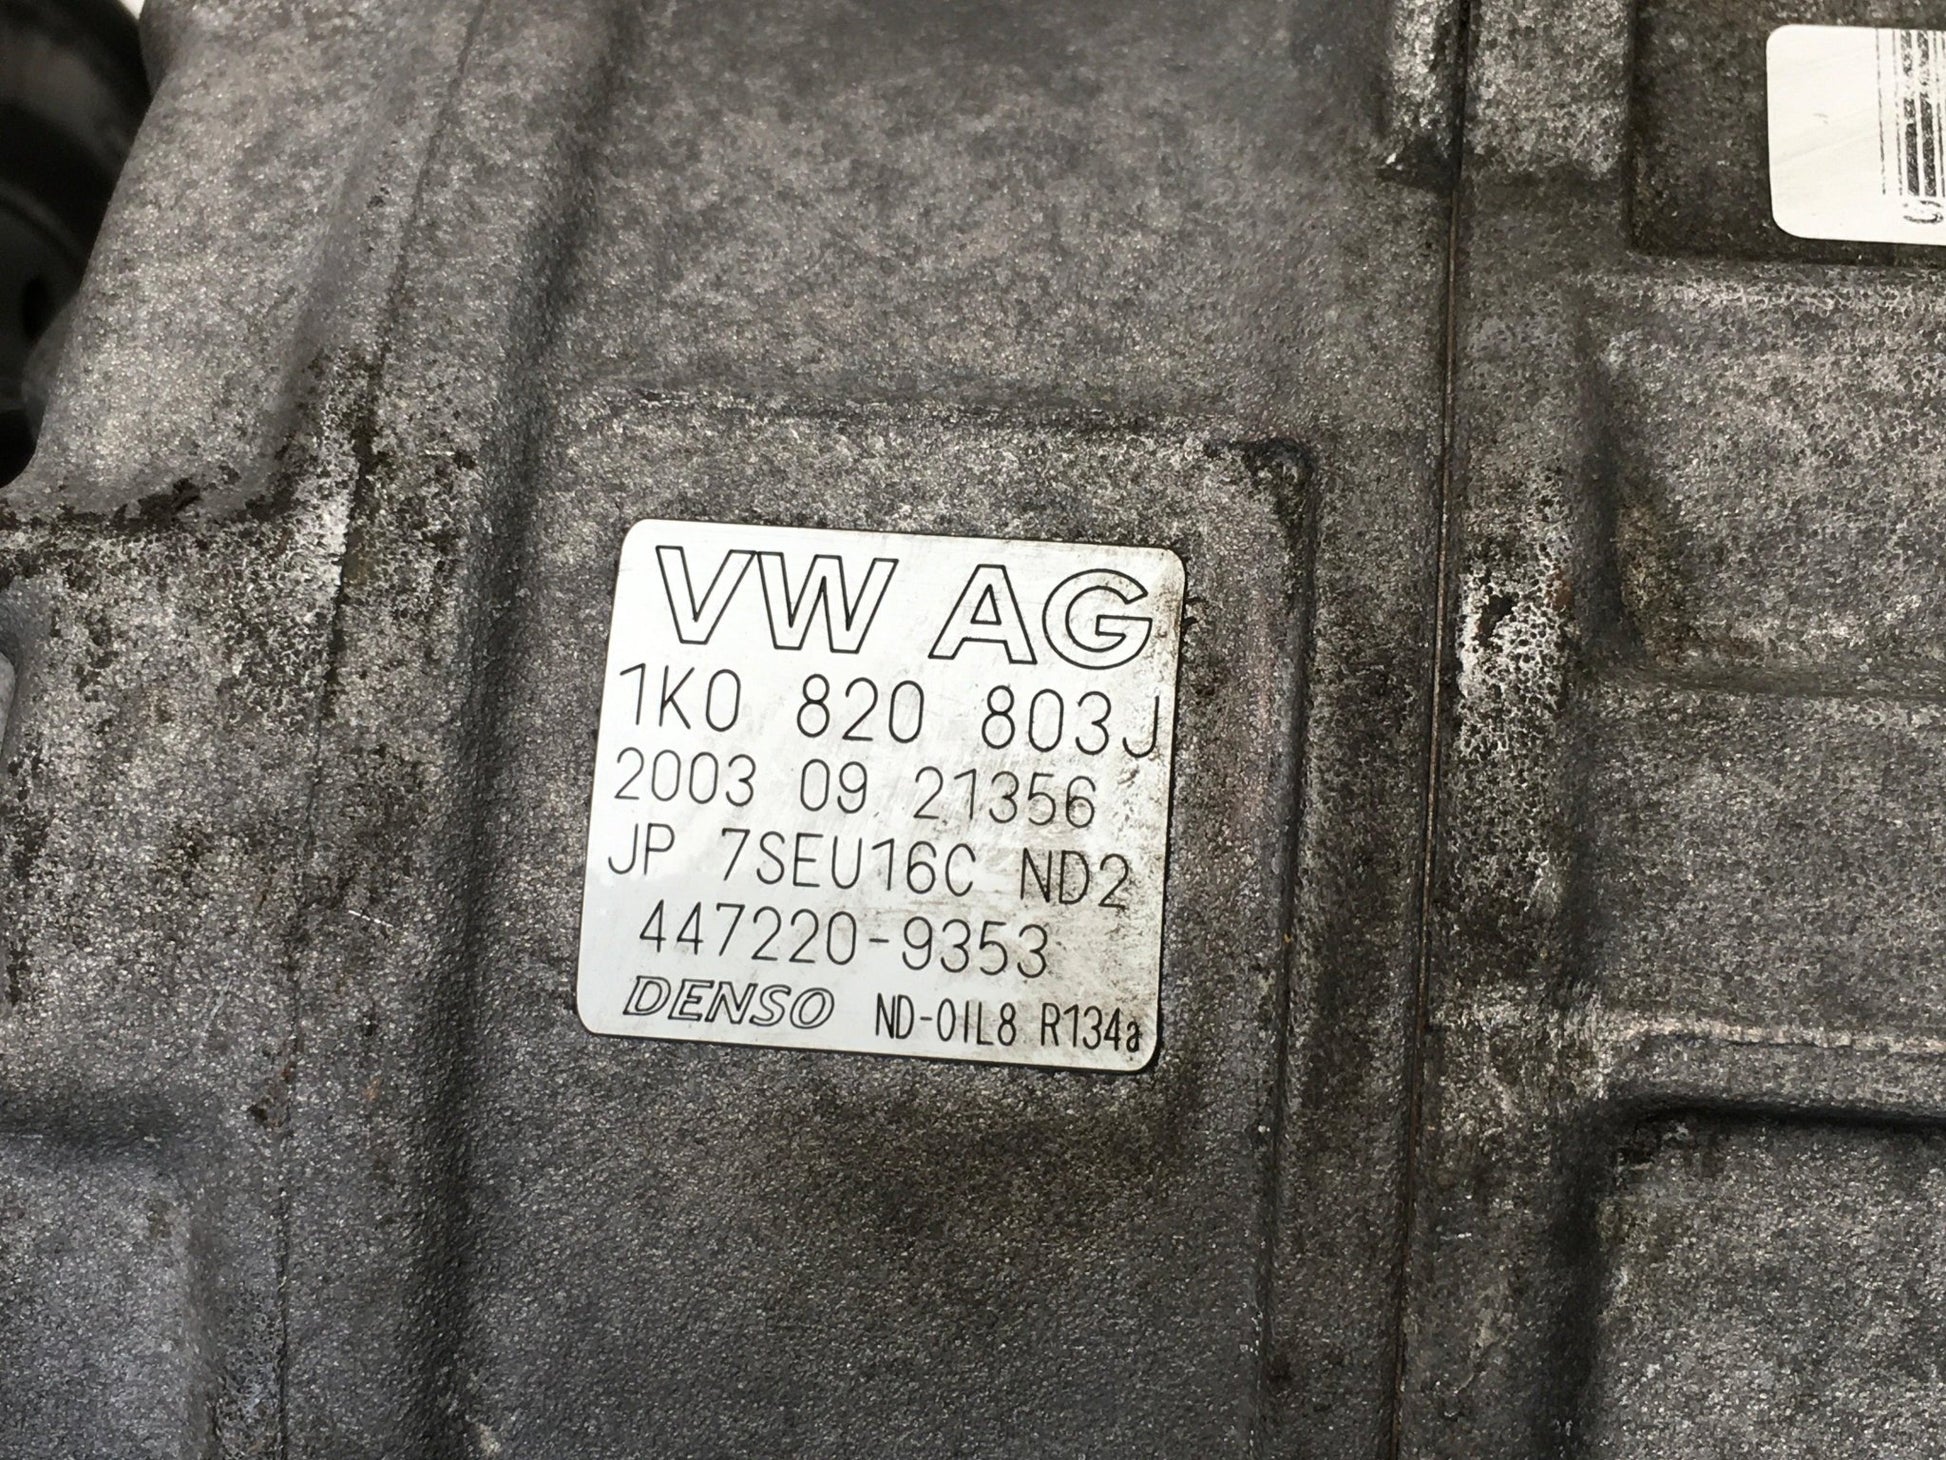 VW AG
1K0 820 803J
2003 09 21356
JP 7SEU16C ND2
447220-9353
DENSO ND-OIL8 R134a